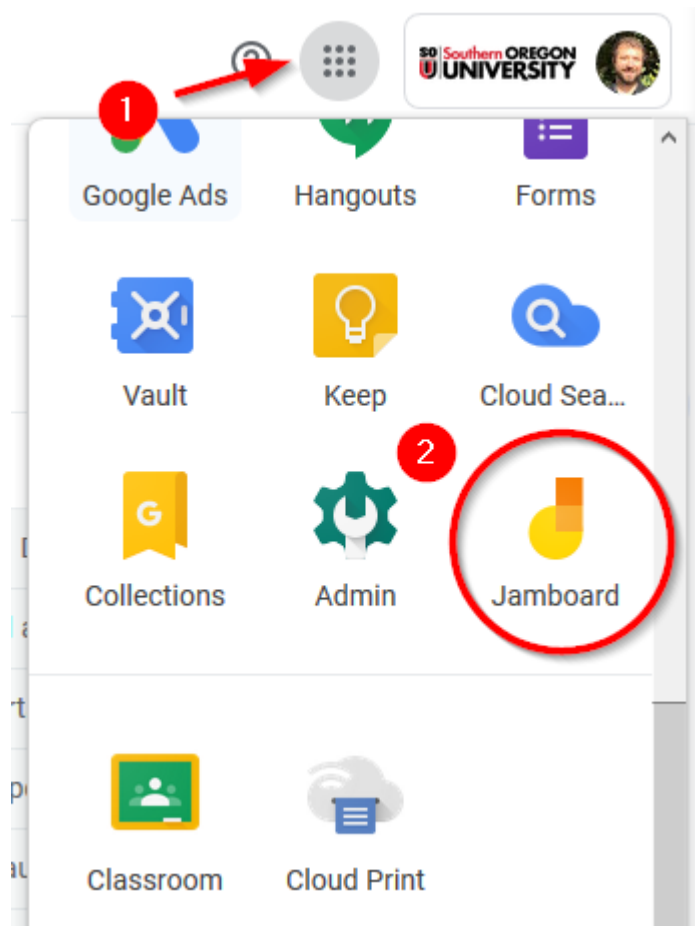 SO Southern OREGON
U UNIVERSITY
1
Google Ads Hangouts Forms
Vault Keep Cloud Sea...
2
G
Collections Admin Jamboard
Classroom Cloud Print